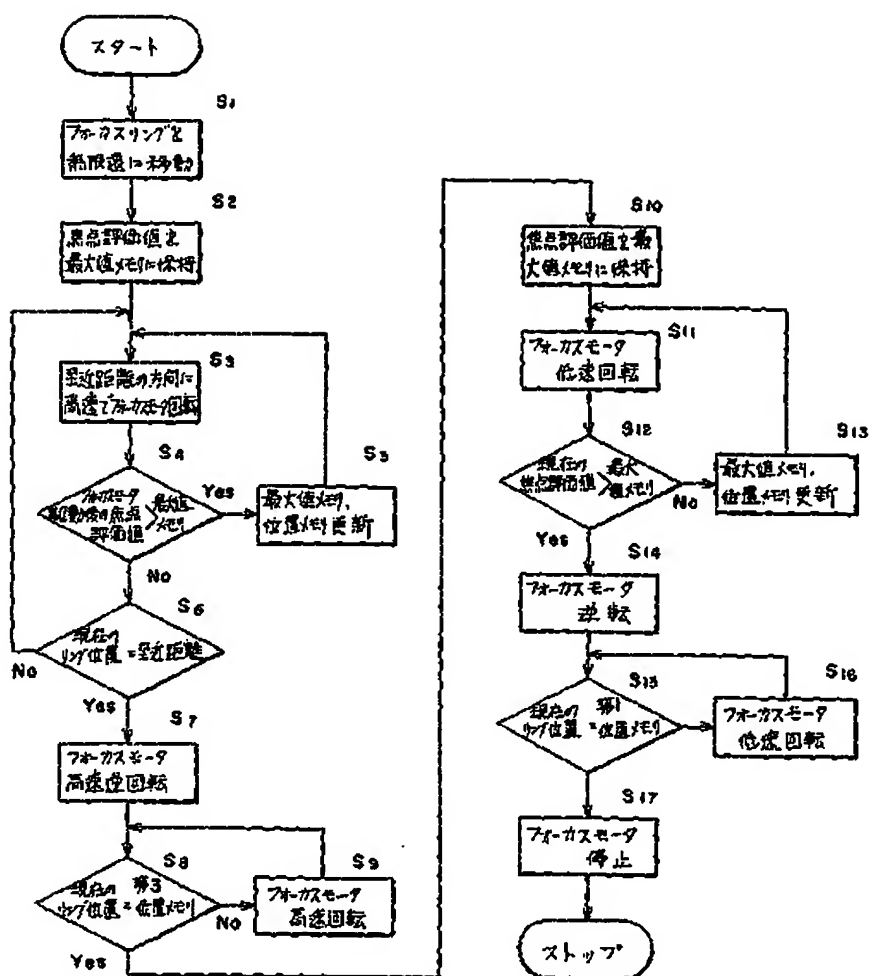 スタート
S1
フォーカスリングを
無限遠に移動
S2
焦点評価値を
最大値メモリに保持
S3
至近距離の方向に
高速でフォーカスモータ回転
S4
フォーカスモータ
駆動後の焦点 > 最大値
評価値 メモリ
Yes
S5
最大値メモリ,
位置メモリ更新
No
S6
現在の
リング位置 = 至近距離
No
Yes
S7
フォーカスモータ
高速逆回転
S8
現在の 第3
リング位置 = 位置メモリ
No
S9
フォーカスモータ
高速回転
Yes
S10
焦点評価値を最
大値メモリに保持
S11
フォーカスモータ
低速回転
S12
現在の > 最大
焦点評価値 値メモリ
No
S13
最大値メモリ,
位置メモリ更新
Yes
S14
フォーカスモータ
逆転
S15
現在の 第1
リング位置 = 位置メモリ
S16
フォーカスモータ
低速回転
S17
フォーカスモータ
停止
ストップ